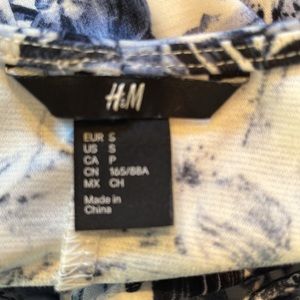 H&M
EUR S
US S
CA P
CN 165/88A
MX CH
Made in
China